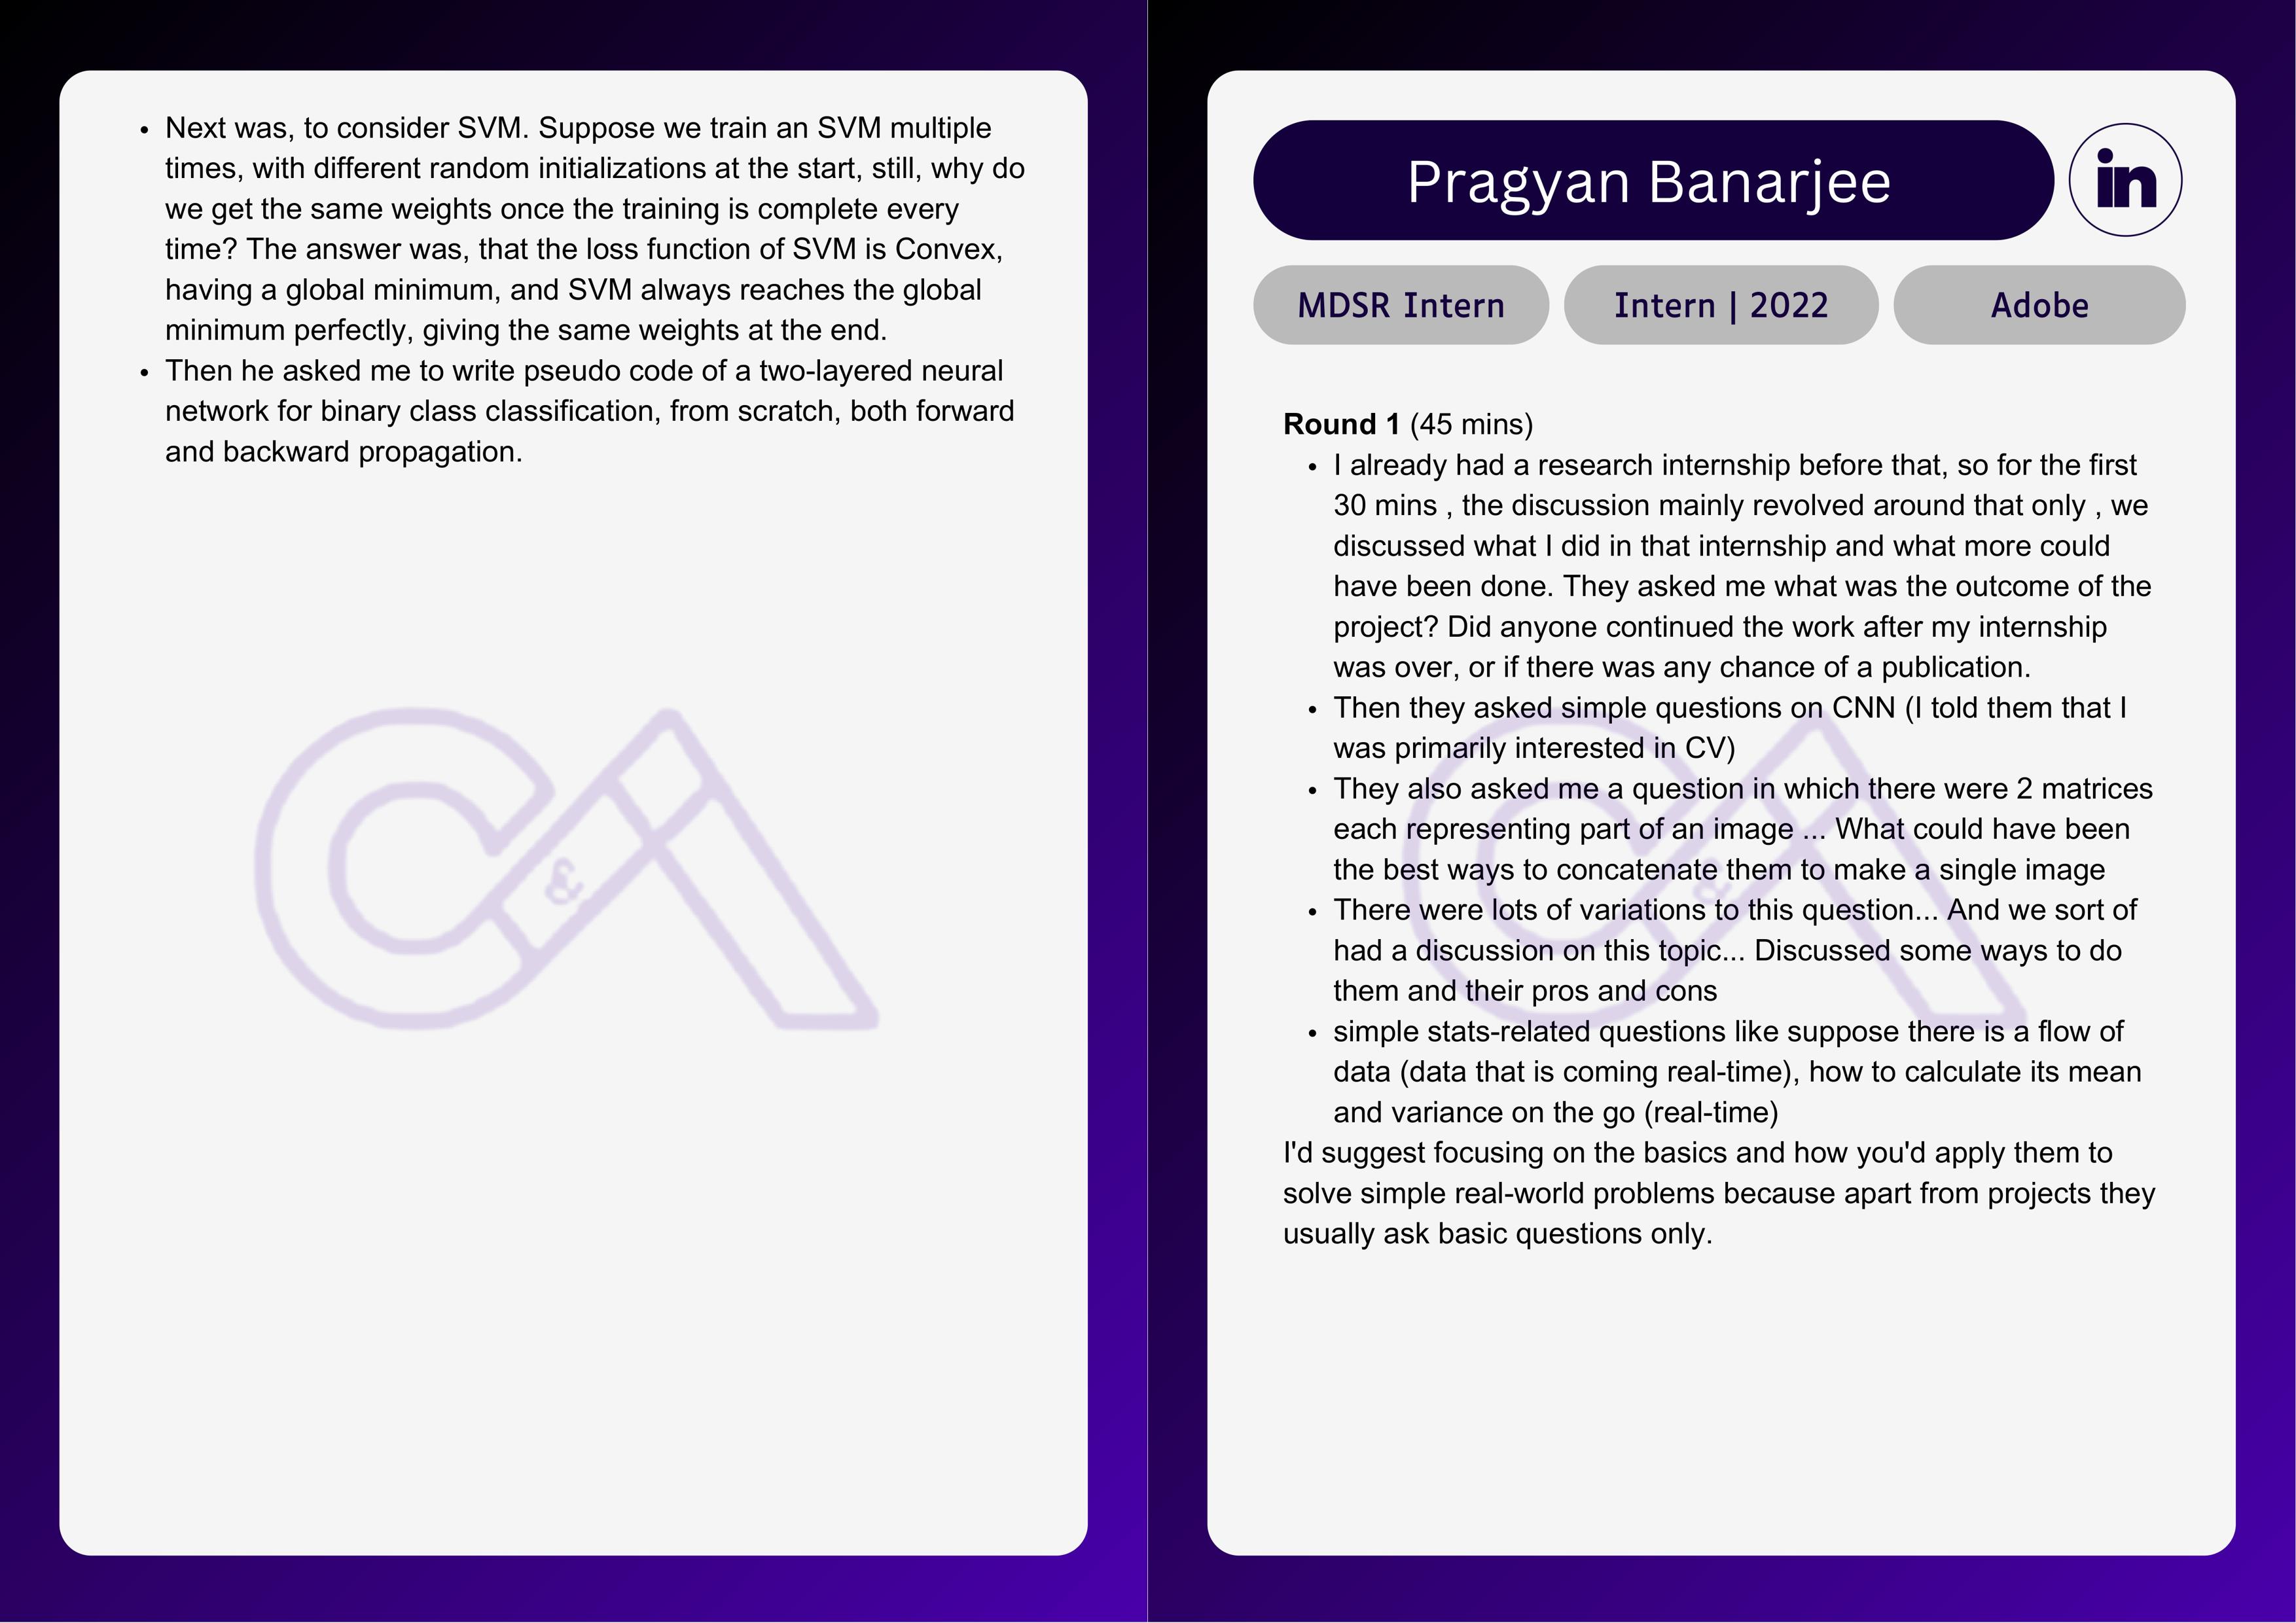 • Next was, to consider SVM. Suppose we train an SVM multiple
times, with different random initializations at the start, still, why do
we get the same weights once the training is complete every
time? The answer was, that the loss function of SVM is Convex,
having a global minimum, and SVM always reaches the global
minimum perfectly, giving the same weights at the end.
• Then he asked me to write pseudo code of a two-layered neural
network for binary class classification, from scratch, both forward
and backward propagation.
&
Pragyan Banarjee
in
MDSR Intern
Intern | 2022
Adobe
Round 1 (45 mins)
• I already had a research internship before that, so for the first
30 mins , the discussion mainly revolved around that only , we
discussed what I did in that internship and what more could
have been done. They asked me what was the outcome of the
project? Did anyone continued the work after my internship
was over, or if there was any chance of a publication.
• Then they asked simple questions on CNN (I told them that I
was primarily interested in CV)
• They also asked me a question in which there were 2 matrices
each representing part of an image ... What could have been
the best ways to concatenate them to make a single image
• There were lots of variations to this question... And we sort of
had a discussion on this topic... Discussed some ways to do
them and their pros and cons
• simple stats-related questions like suppose there is a flow of
data (data that is coming real-time), how to calculate its mean
and variance on the go (real-time)
I'd suggest focusing on the basics and how you'd apply them to
solve simple real-world problems because apart from projects they
usually ask basic questions only.
&